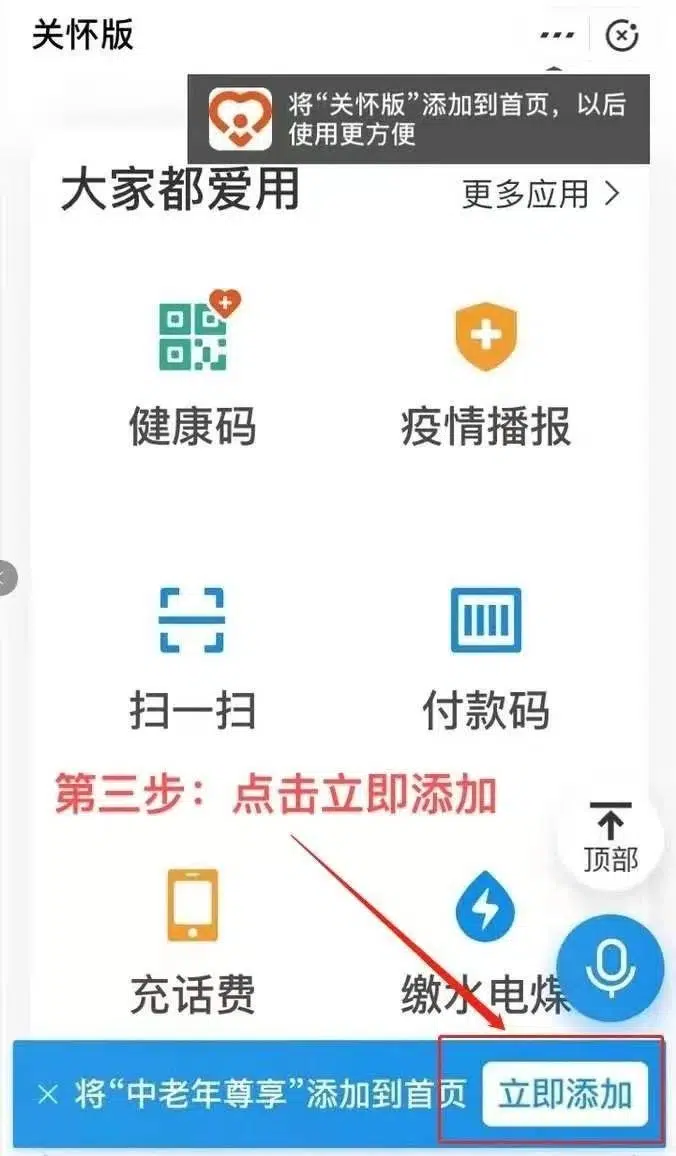 关怀版
将“关怀版”添加到首页，以后
使用更方便
大家都爱用
更多应用 >
健康码
疫情播报
扫一扫
付款码
第三步：点击立即添加
顶部
充话费
缴水电煤
× 将“中老年尊享”添加到首页
立即添加